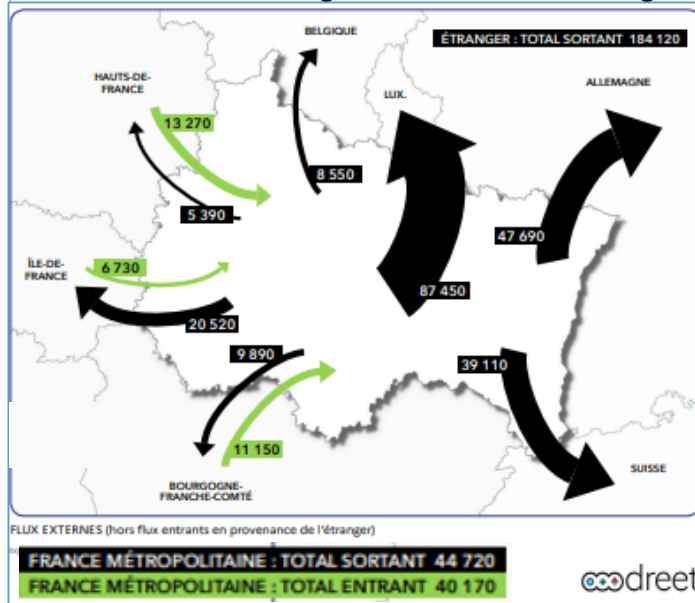 BELGIQUE
ÉTRANGER : TOTAL SORTANT 184 120
HAUTS-DE-
FRANCE
LUX.
ALLEMAGNE
13 270
8 550
5 390
47 690
ÎLE-DE-
FRANCE
6 730
87 450
20 520
9 890
39 110
11 150
SUISSE
BOURGOGNE-
FRANCHE-COMTÉ
FLUX EXTERNES (hors flux entrants en provenance de l'étranger)
FRANCE MÉTROPOLITAINE : TOTAL SORTANT 44 720
FRANCE MÉTROPOLITAINE : TOTAL ENTRANT 40 170
dreet